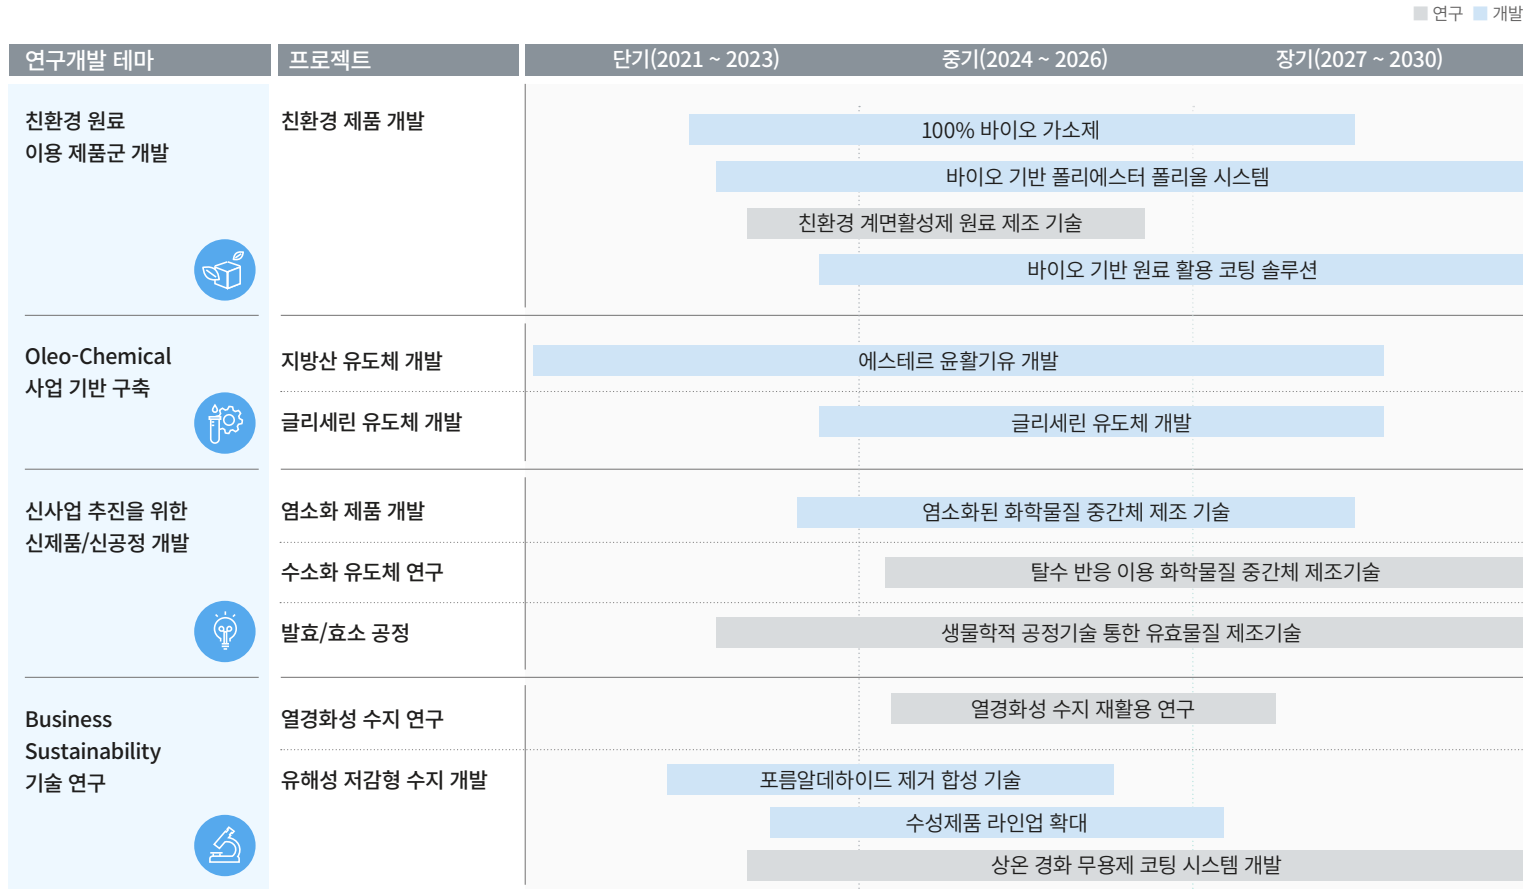 연구 개발
연구개발 테마 프로젝트 단기(2021 ~ 2023) 중기(2024 ~ 2026) 장기(2027 ~ 2030)
친환경 원료
이용 제품군 개발
친환경 제품 개발
100% 바이오 가소제
바이오 기반 폴리에스터 폴리올 시스템
친환경 계면활성제 원료 제조 기술
바이오 기반 원료 활용 코팅 솔루션
Oleo-Chemical
사업 기반 구축
지방산 유도체 개발
에스테르 윤활기유 개발
글리세린 유도체 개발
글리세린 유도체 개발
신사업 추진을 위한
신제품/신공정 개발
염소화 제품 개발
염소화된 화학물질 중간체 제조 기술
수소화 유도체 연구
탈수 반응 이용 화학물질 중간체 제조기술
발효/효소 공정
생물학적 공정기술 통한 유효물질 제조기술
Business
Sustainability
기술 연구
열경화성 수지 연구
열경화성 수지 재활용 연구
유해성 저감형 수지 개발
포름알데하이드 제거 합성 기술
수성제품 라인업 확대
상온 경화 무용제 코팅 시스템 개발